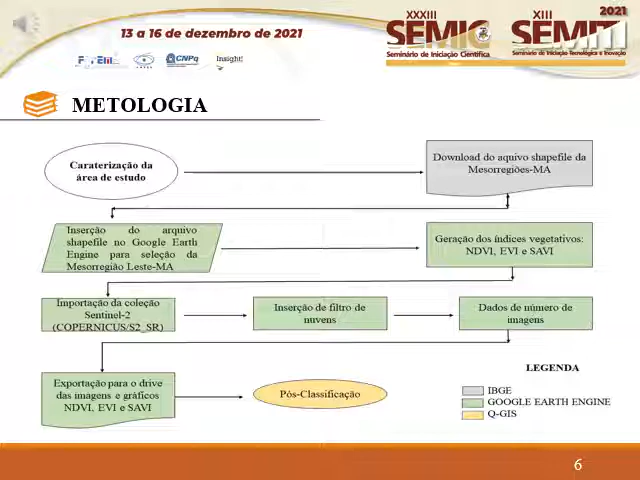 2021
XXXIII
SEMIC
Seminário de Iniciação Científica
XIII
SEMITI
Seminário de Iniciação Tecnológica e Inovação
13 a 16 de dezembro de 2021
CNPq
Insight!
METOLOGIA
Caraterização da
área de estudo
Download do aquivo shapefile da
Mesorregiões-MA
Inserção do arquivo
shapefile no Google Earth
Engine para seleção da
Mesorregião Leste-MA
Geração dos índices vegetativos:
NDVI, EVI e SAVI
Importação da coleção
Sentinel-2
(COPERNICUS/S2_SR)
Inserção de filtro de
nuvens
Dados de número de
imagens
Exportação para o drive
das imagens e gráficos
NDVI, EVI e SAVI
Pós-Classificação
LEGENDA
IBGE
GOOGLE EARTH ENGINE
Q-GIS
6